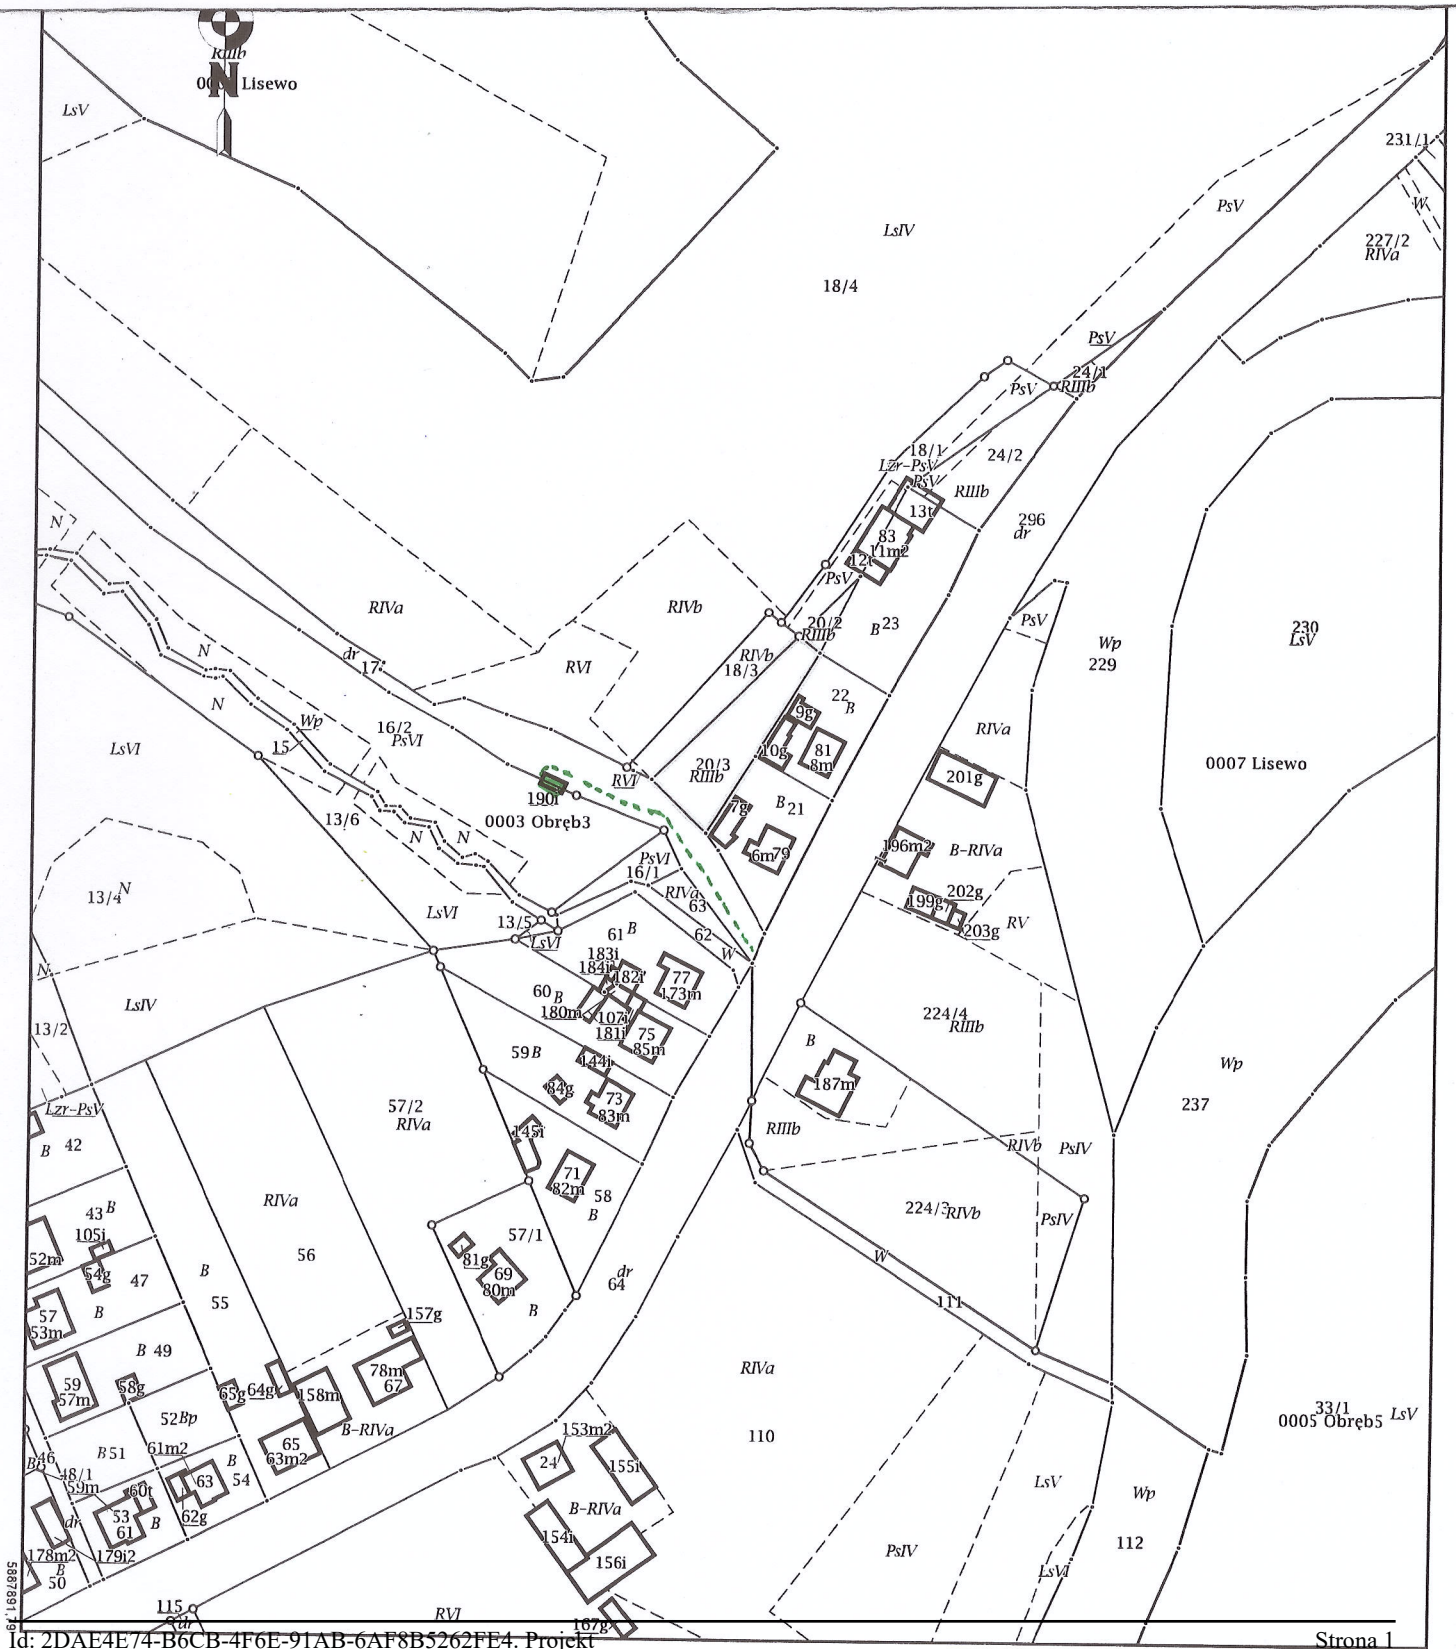 RIIIb
N
Lisewo
LsV
231/1
PsV
W
LsIV
227/2
RIVa
18/4
PsV
24/1
PsV
RIIIb
18/1
24/2
Lzr-PsV
PsV
RIIIb
13t
296
dr
83
11m2
12t
PsV
N
RIVa
RIVb
20/2
RIIIb
B 23
PsV
Wp
229
230
LsV
N
dr
17
RVI
RIVb
18/3
22
B
N
Wp
16/2
PsVI
9g
RIVa
LsVI
15
10g
81
8m
20/3
RIIIb
0007 Lisewo
RVI
201g
190i
13/6
0003 Obręb3
7g
B 21
N
N
196m2
B-RIVa
6m
79
PsVI
16/1
N
13/4
RIVa
63
202g
199g
LsVI
13/5
203g
RV
61 B
62
LsVI
W
183i
184i
182i
77
173m
N
60 B
180m
LsIV
107i
181i
224/4
RIIIb
13/2
75
85m
B
59 B
144i
Wp
84g
187m
73
83m
237
Lzr-PsV
57/2
RIVa
B 42
145i
RIIIb
RIVb
PsIV
71
82m
58
B
RIVa
43 B
224/3
RIVb
PsIV
105i
57/1
52m
56
81g
W
54g
47
B
69
80m
dr
64
55
57
53m
B
B
157g
111
B 49
RIVa
59
57m
58g
65g
64g
158m
78m
67
52 Bp
33/1
0005 Obręb5
LsV
B-RIVa
153m2
110
B 51
61m2
65
63m2
46
B
54
24
155i
48/1
59m
60t
63
LsV
Wp
53
61
B
62g
B-RIVa
dr
154i
112
178m2
179i2
156i
PsIV
B
50
LsVI
5887891,
115
dr
RVI
167g
Id: 2DAE4E74-B6CB-4F6E-91AB-6AF8B5262FE4. Projekt
Strona 1